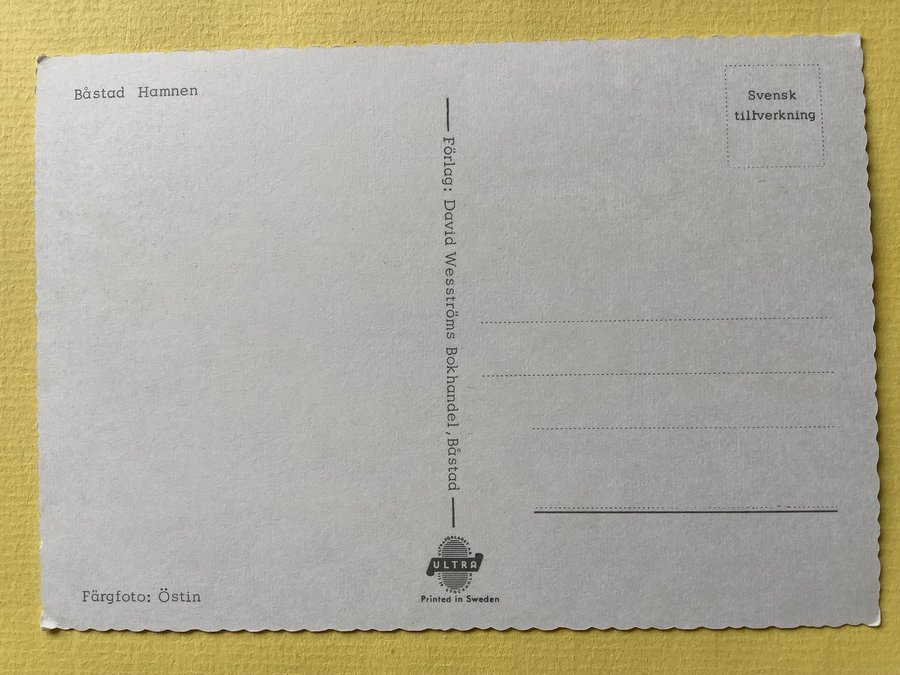 Båstad Hamnen
Svensk
tillverkning
Förlag: David Wesströms Bokhandel, Båstad
Färgfoto: Östin
ULTRA
Printed in Sweden